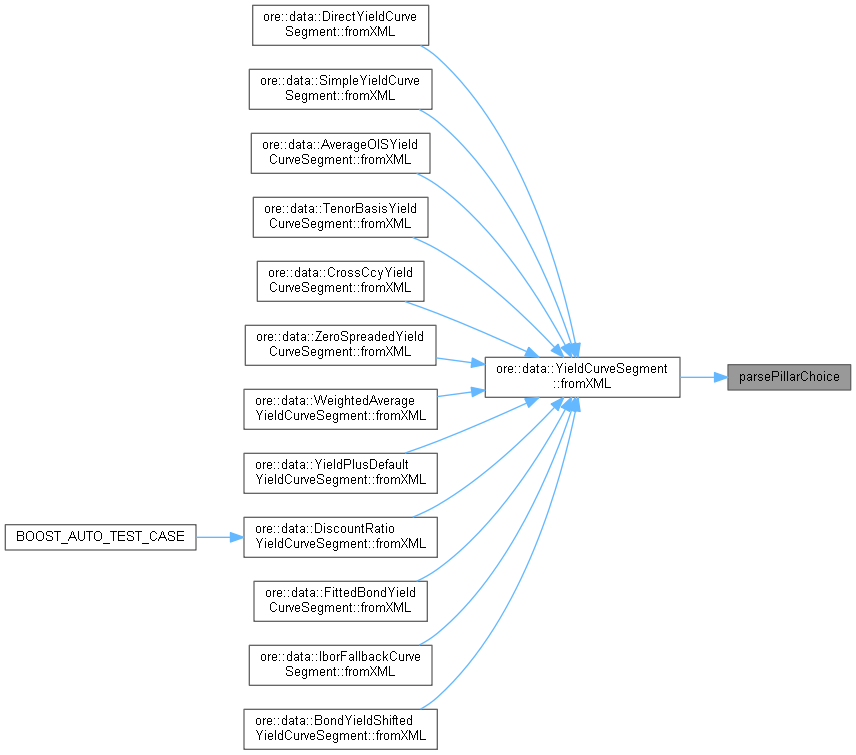 ore::data::DirectYieldCurve
Segment::fromXML
ore::data::SimpleYieldCurve
Segment::fromXML
ore::data::AverageOISYield
CurveSegment::fromXML
ore::data::TenorBasisYield
CurveSegment::fromXML
ore::data::CrossCcyYield
CurveSegment::fromXML
ore::data::ZeroSpreadedYield
CurveSegment::fromXML
ore::data::WeightedAverage
YieldCurveSegment::fromXML
ore::data::YieldPlusDefault
YieldCurveSegment::fromXML
BOOST_AUTO_TEST_CASE
ore::data::DiscountRatio
YieldCurveSegment::fromXML
ore::data::FittedBondYield
CurveSegment::fromXML
ore::data::IborFallbackCurve
Segment::fromXML
ore::data::BondYieldShifted
YieldCurveSegment::fromXML
ore::data::YieldCurveSegment
::fromXML
parsePillarChoice